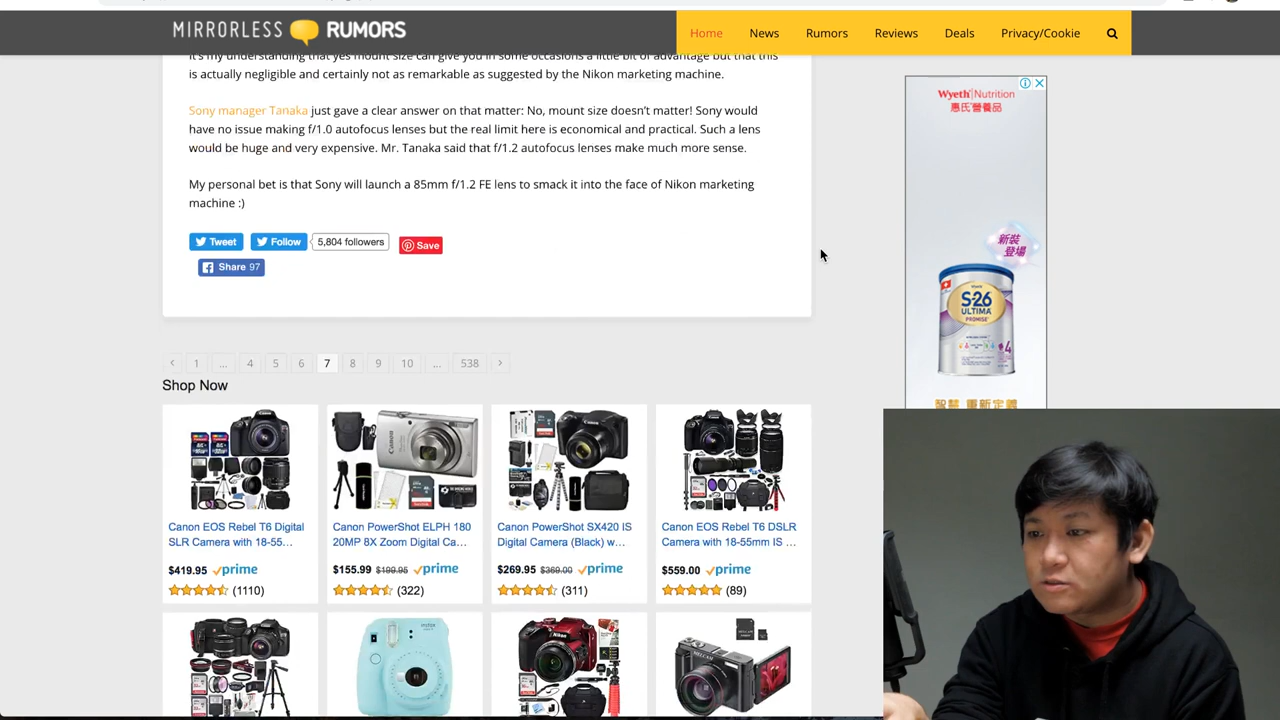 MIRRORLESS RUMORS
Home News Rumors Reviews Deals Privacy/Cookie
It's my understanding that yes mount size can give you in some occasions a little bit of advantage but that this
is actually negligible and certainly not as remarkable as suggested by the Nikon marketing machine.
Sony manager Tanaka just gave a clear answer on that matter: No, mount size doesn't matter! Sony would
have no issue making f/1.0 autofocus lenses but the real limit here is economical and practical. Such a lens
would be huge and very expensive. Mr. Tanaka said that f/1.2 autofocus lenses make much more sense.
My personal bet is that Sony will launch a 85mm f/1.2 FE lens to smack it into the face of Nikon marketing
machine :)
Tweet Follow 5,804 followers Save
Share 97
Wyeth Nutrition
惠氏營養品
新裝
登場
S-26
ULTIMA
PROMISE
4
智慧 重新定義
< 1 ... 4 5 6 7 8 9 10 ... 538 >
Shop Now
Canon EOS Rebel T6 Digital
SLR Camera with 18-55...
$419.95 prime
(1110)
Canon PowerShot ELPH 180
20MP 8X Zoom Digital Ca...
$155.99 $199.95 prime
(322)
Canon PowerShot SX420 IS
Digital Camera (Black) w...
$269.95 $369.00 prime
(311)
Canon EOS Rebel T6 DSLR
Camera with 18-55mm IS ...
$559.00 prime
(89)